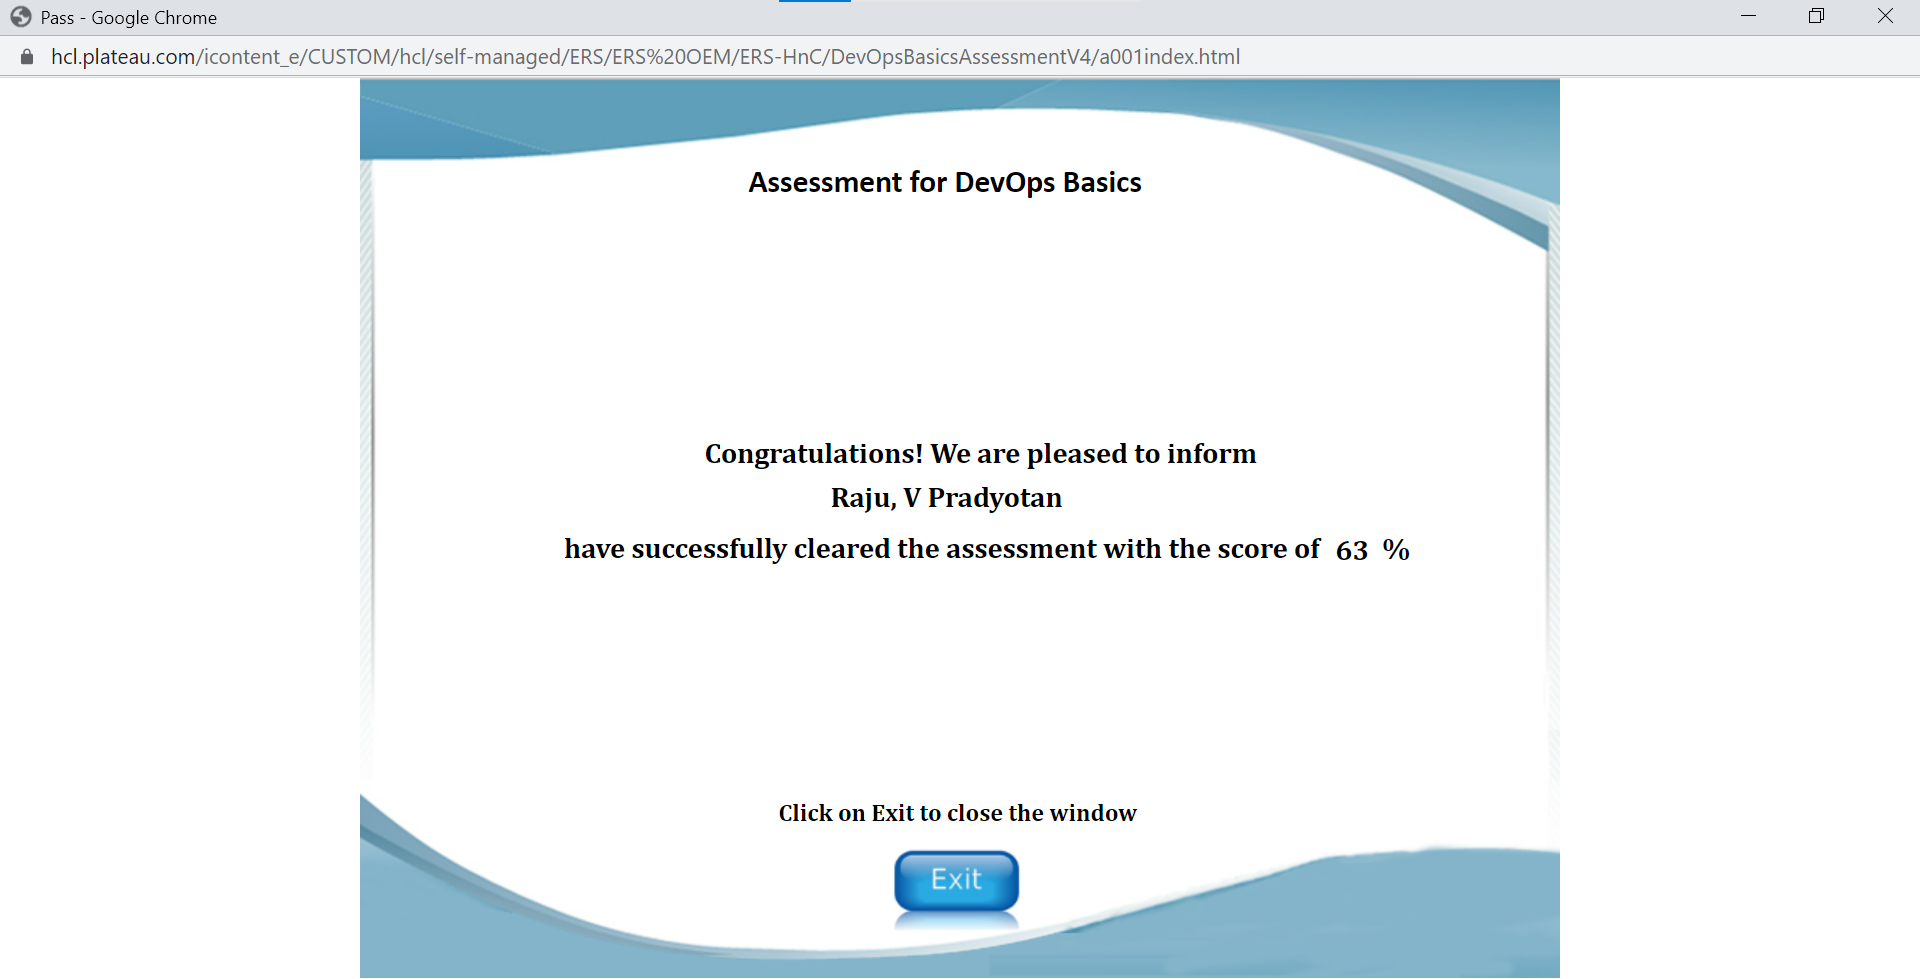 Pass - Google Chrome
hcl.plateau.com/icontent_e/CUSTOM/hcl/self-managed/ERS/ERS%20OEM/ERS-HnC/DevOpsBasicsAssessmentV4/a001index.html
Assessment for DevOps Basics
Congratulations! We are pleased to inform
Raju, V Pradyotan
have successfully cleared the assessment with the score of 63 %
Click on Exit to close the window
Exit